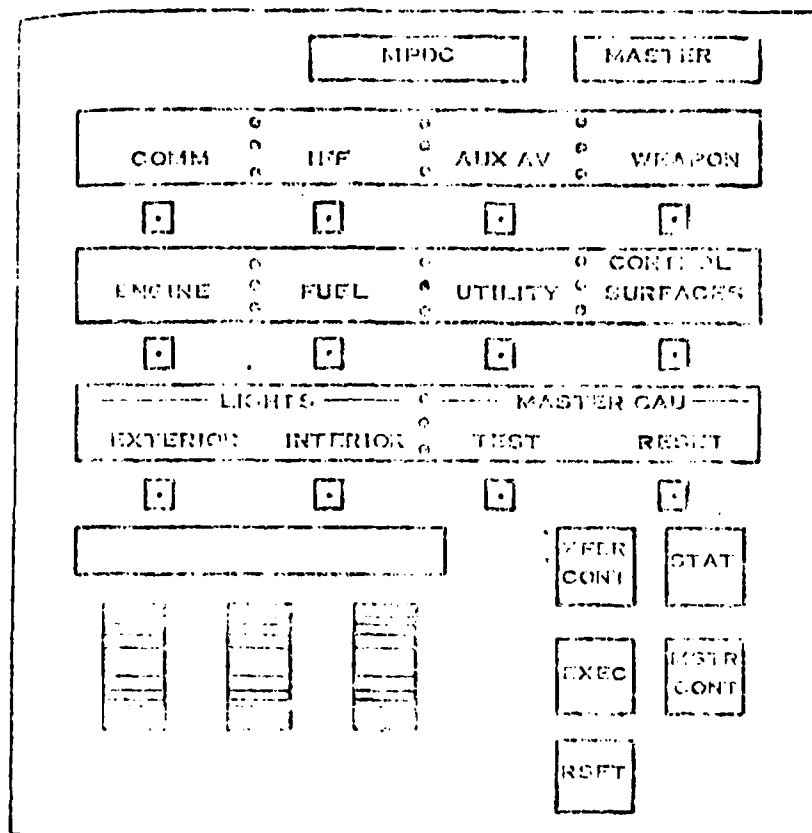 MPDC MASTER
COMM IFF AUX AV WEAPON
CONTROL
ENGINE FUEL UTILITY SURFACES
LIGHTS MASTER CAU
EXTERIOR INTERIOR TEST RESET
XFER STAT
CONT
EXEC MSTR
CONT
RSET